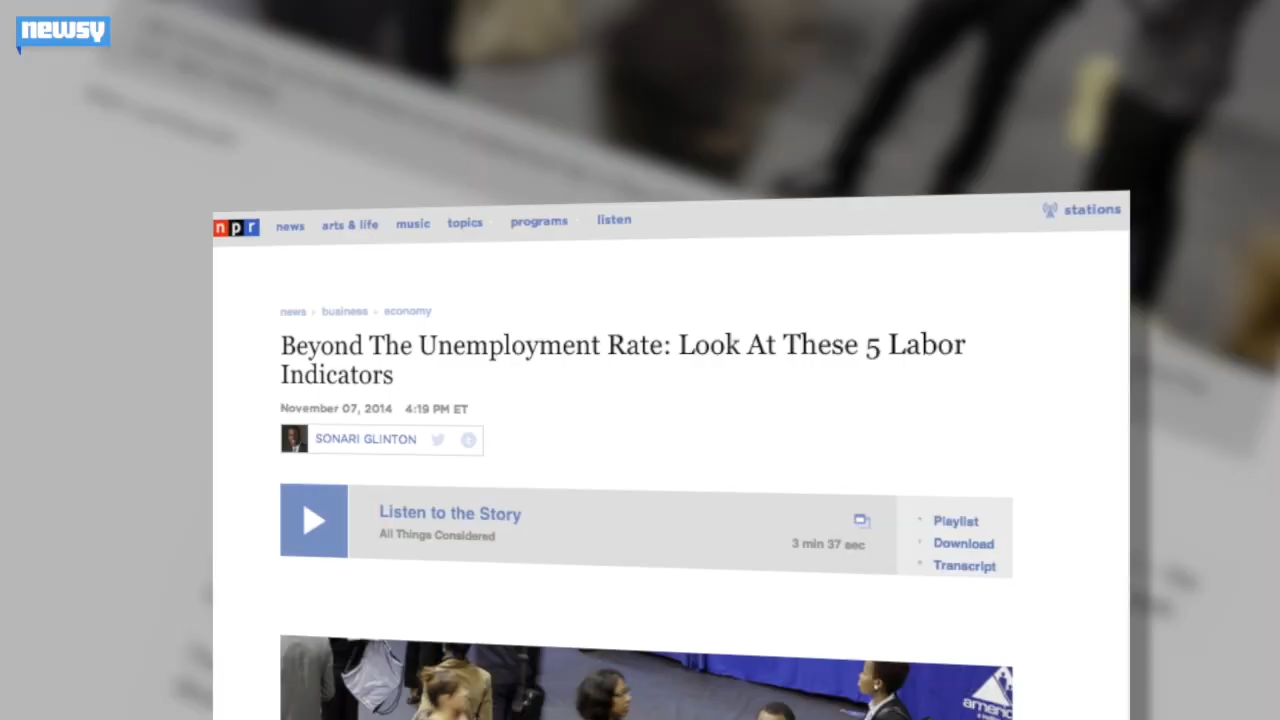 newsy
npr news arts & life music topics programs listen stations
news › business › economy
Beyond The Unemployment Rate: Look At These 5 Labor
Indicators
November 07, 2014 4:19 PM ET
SONARI GLINTON
Listen to the Story
All Things Considered
3 min 37 sec
Playlist
Download
Transcript